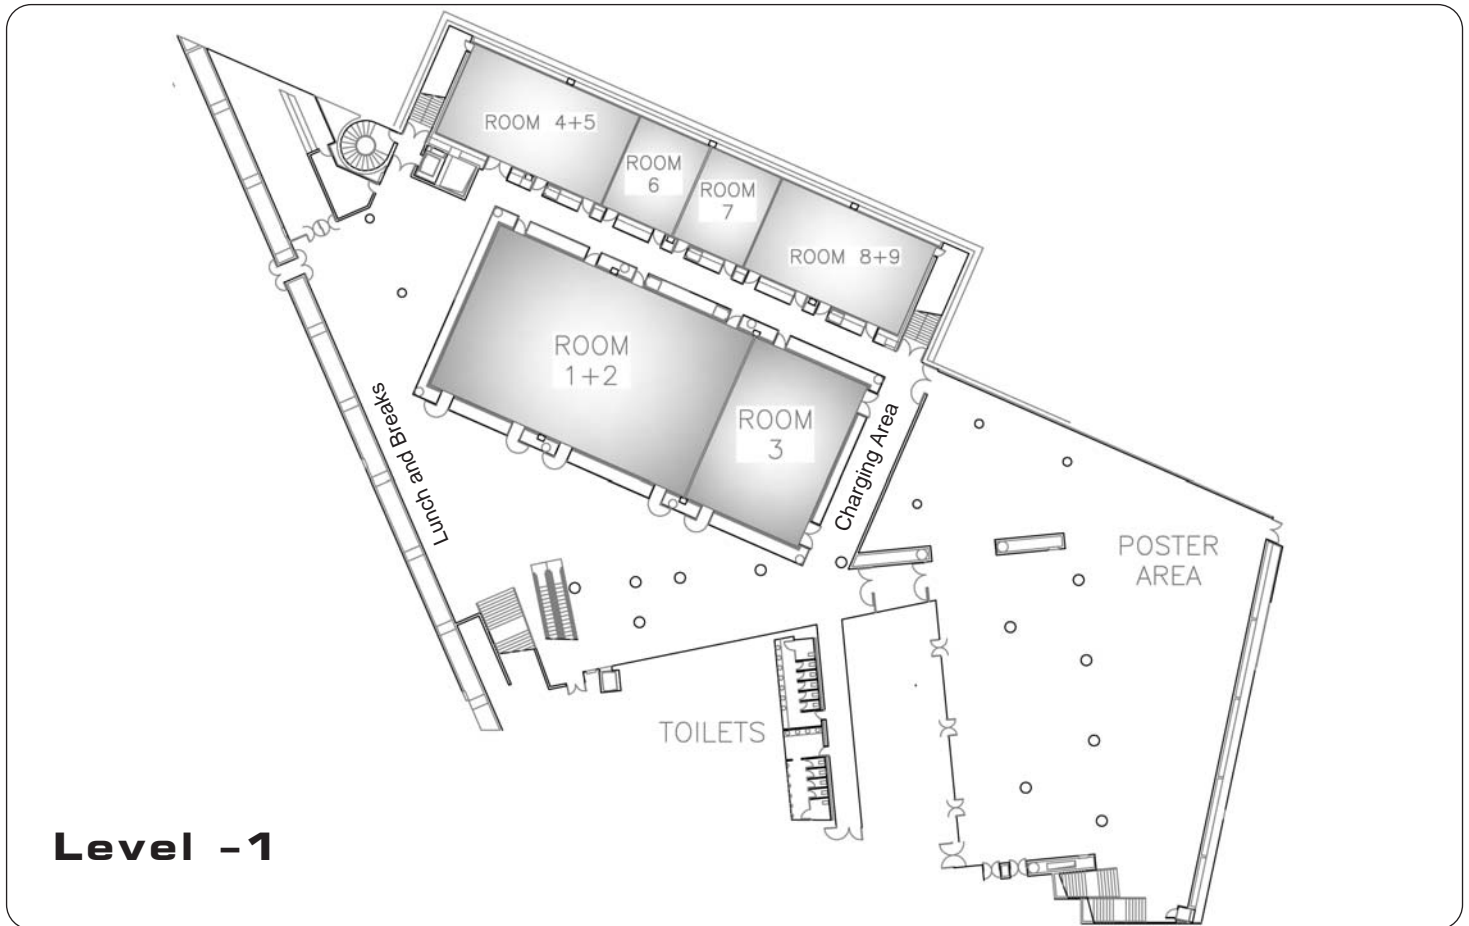 ROOM 4+5
ROOM
6
ROOM
7
ROOM 8+9
ROOM
1+2
ROOM
3
Lunch and Breaks
Charging Area
POSTER
AREA
TOILETS
Level -1